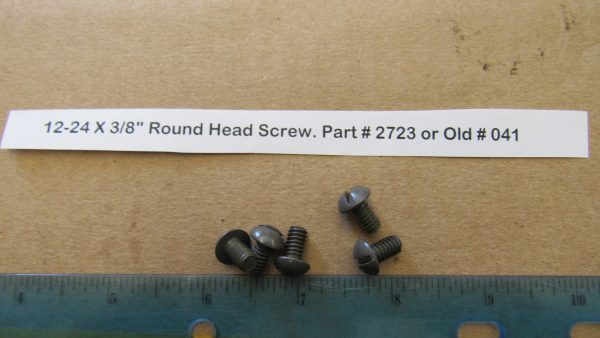 12-24 X 3/8" Round Head Screw. Part # 2723 or Old # 041
4 5 6 7 8 9 10